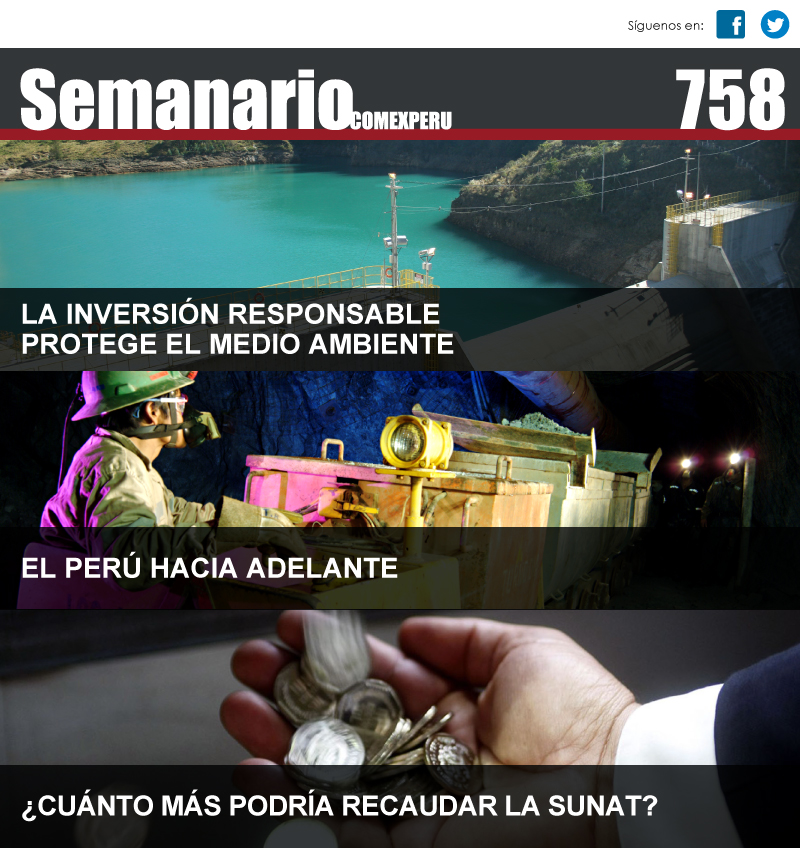 Síguenos en:
Semanario COMEXPERU
758
LA INVERSIÓN RESPONSABLE
PROTEGE EL MEDIO AMBIENTE
EL PERÚ HACIA ADELANTE
¿CUÁNTO MÁS PODRÍA RECAUDAR LA SUNAT?